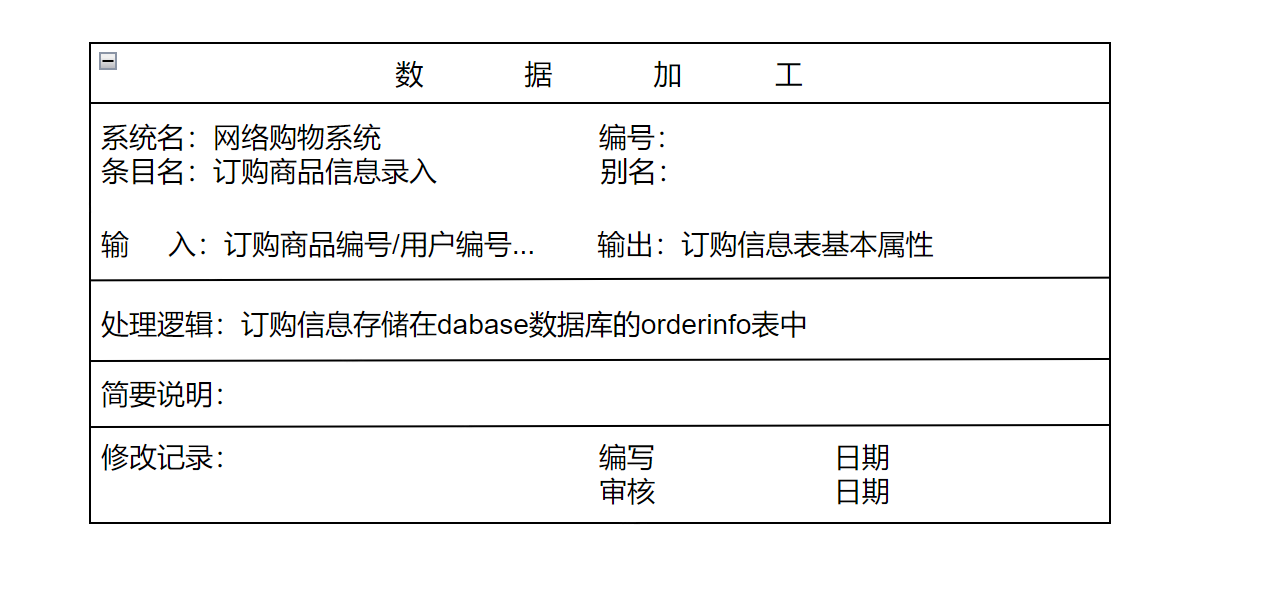 数 据 加 工
系统名：网络购物系统 编号：
条目名：订购商品信息录入 别名：
输 入：订购商品编号/用户编号... 输出：订购信息表基本属性
处理逻辑：订购信息存储在dabase数据库的orderinfo表中
简要说明：
修改记录： 编写 日期
审核 日期